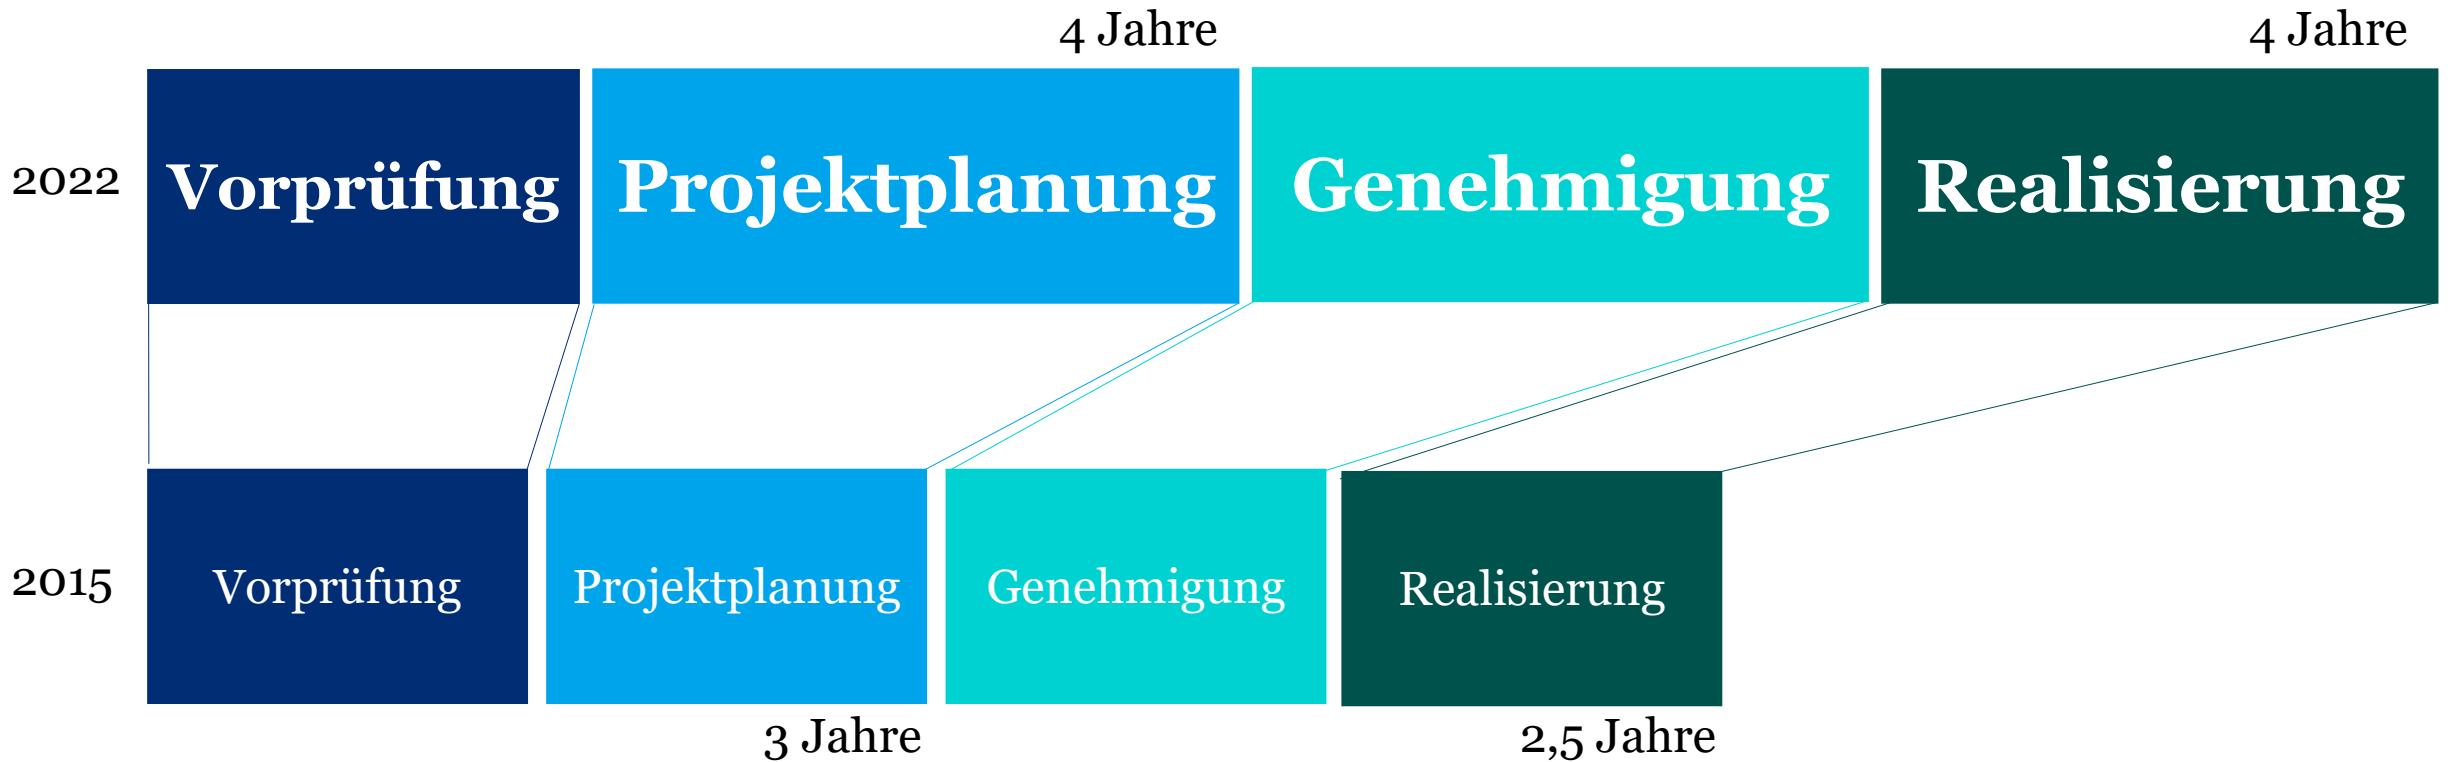 4 Jahre
4 Jahre
2022
Vorprüfung
Projektplanung
Genehmigung
Realisierung
2015
Vorprüfung
Projektplanung
Genehmigung
Realisierung
3 Jahre
2,5 Jahre